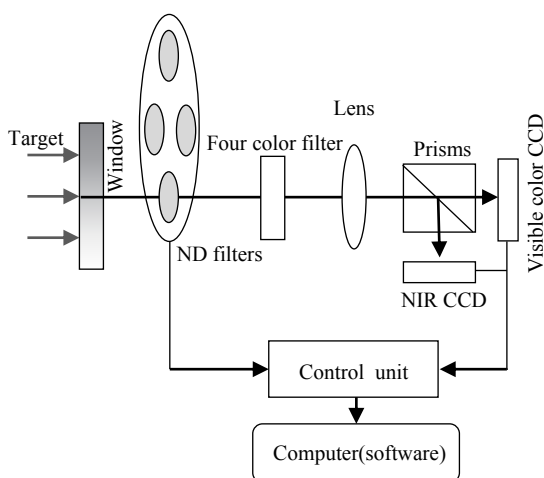 Target
Window
ND filters
Four color filter
Lens
Prisms
Visible color CCD
NIR CCD
Control unit
Computer(software)